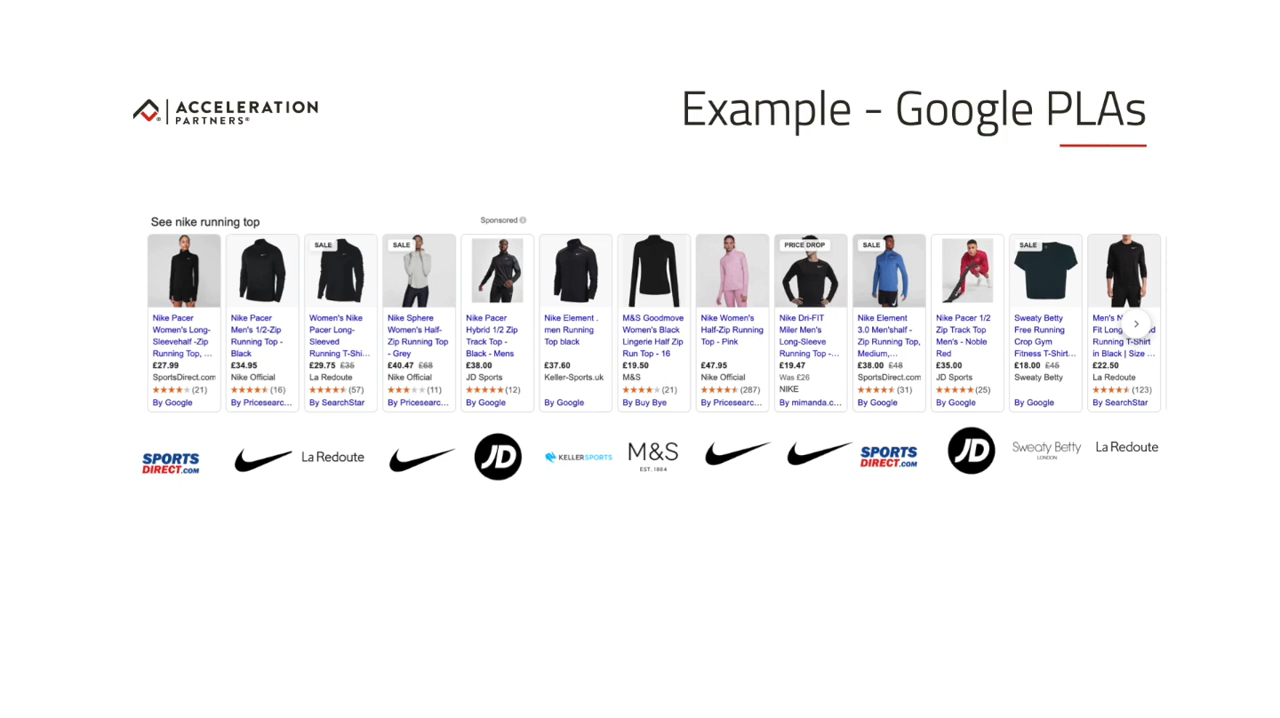 ACCELERATION
PARTNERS®
Example - Google PLAs
See nike running top
Sponsored
Nike Pacer
Women's Long-
Sleevehalf -Zip
Running Top, ...
£27.99
SportsDirect.com
(21)
By Google
Nike Pacer
Men's 1/2-Zip
Running Top -
Black
£34.95
Nike Official
(16)
By Pricesearc...
SALE
Women's Nike
Pacer Long-
Sleeved
Running T-Shi...
£29.75 £35
La Redoute
(57)
By SearchStar
SALE
Nike Sphere
Women's Half-
Zip Running Top
- Grey
£40.47 £68
Nike Official
(11)
By Pricesearc...
Nike Pacer
Hybrid 1/2 Zip
Track Top -
Black - Mens
£38.00
JD Sports
(12)
By Google
Nike Element .
men Running
Top black
£37.60
Keller-Sports.uk
By Google
M&S Goodmove
Women's Black
Lingerie Half Zip
Run Top - 16
£19.50
M&S
(21)
By Buy Bye
Nike Women's
Half-Zip Running
Top - Pink
£47.95
Nike Official
(287)
By Pricesearc...
PRICE DROP
Nike Dri-FIT
Miler Men's
Long-Sleeve
Running Top -...
£19.47
Was £26
NIKE
By mimanda.c...
SALE
Nike Element
3.0 Men'shalf -
Zip Running Top,
Medium,...
£38.00 £48
SportsDirect.com
(31)
By Google
Nike Pacer 1/2
Zip Track Top
Men's - Noble
Red
£35.00
JD Sports
(25)
By Google
SALE
Sweaty Betty
Free Running
Crop Gym
Fitness T-Shirt...
£18.00 £45
Sweaty Betty
By Google
Men's
Fit
Running T-Shirt
in Black | Size ...
£22.50
La Redoute
(123)
By SearchStar
SPORTS
DIRECT.COM
La Redoute
JD
KELLERSPORTS
M&S
EST. 1884
SPORTS
DIRECT.COM
JD
Sweaty Betty
LONDON
La Redoute